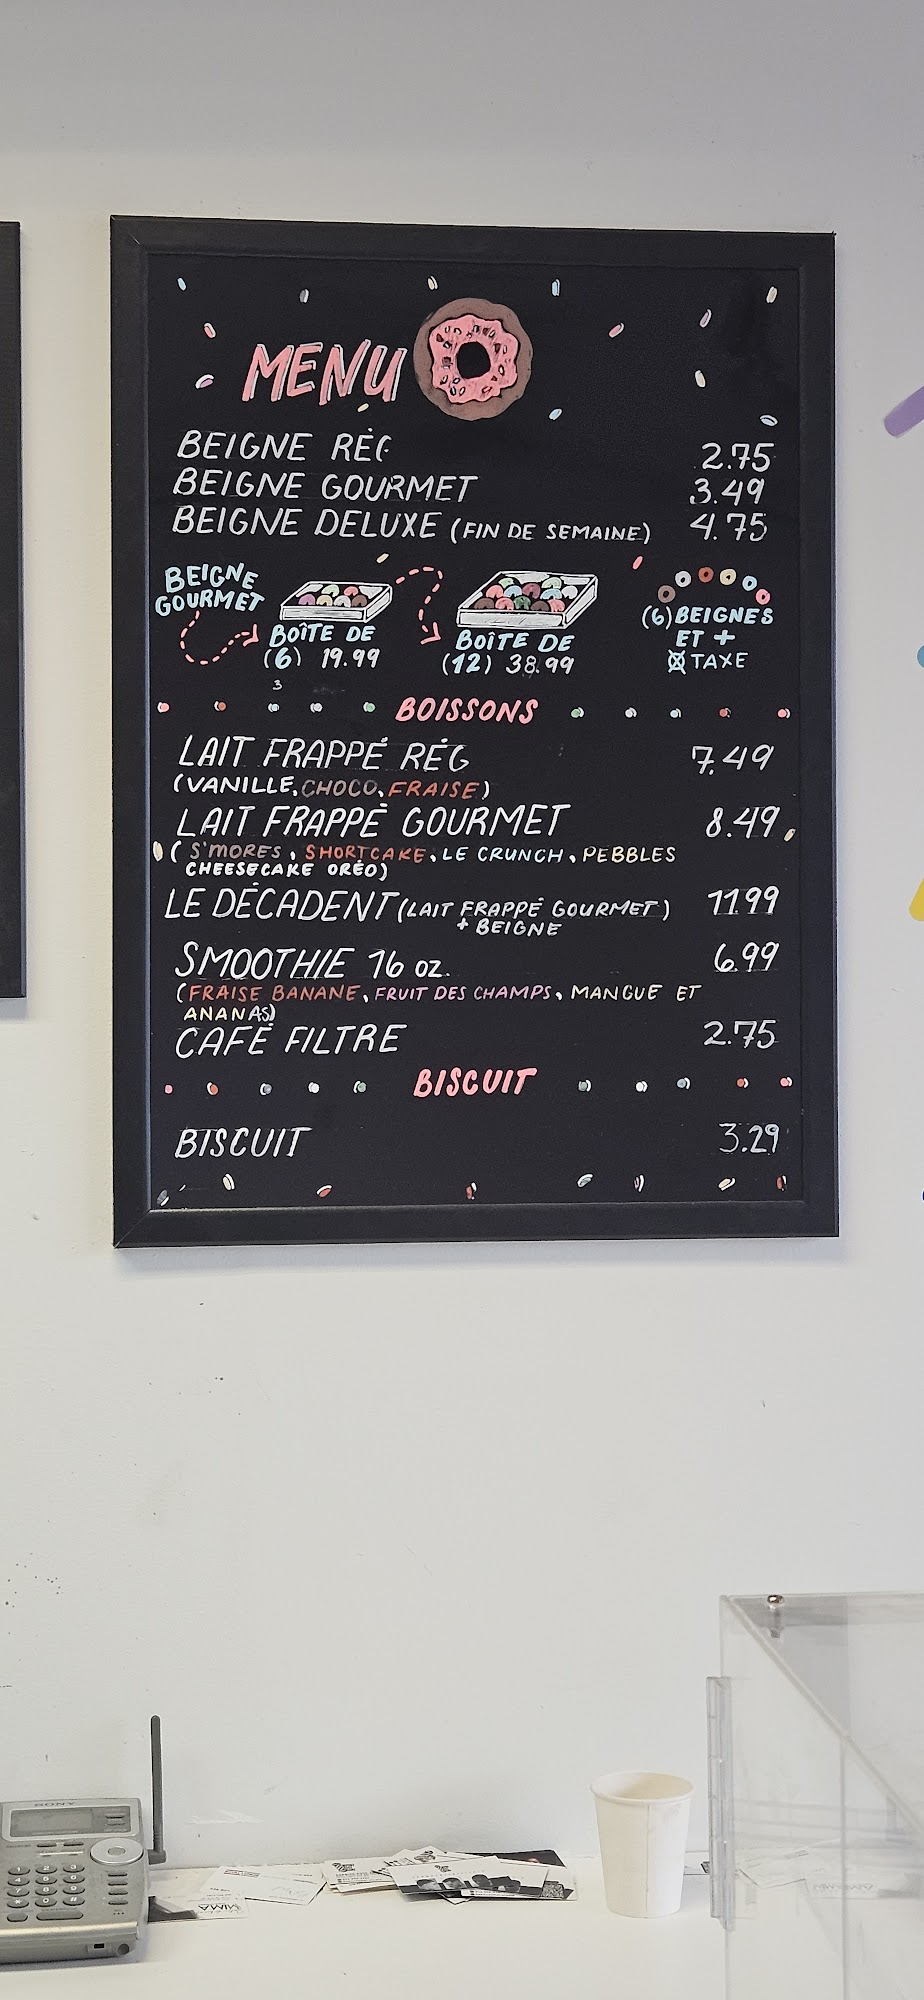 MENU
BEIGNE RÉG 2.75
BEIGNE GOURMET 3.49
BEIGNE DELUXE (FIN DE SEMAINE) 4.75
BEIGNE
GOURMET
BOÎTE DE
(6) 19.99
BOÎTE DE
(12) 38.99
(6) BEIGNES
ET +
TAXE
BOISSONS
LAIT FRAPPÉ RÉG 7.49
(VANILLE, CHOCO, FRAISE)
LAIT FRAPPÉ GOURMET 8.49
(S'MORES, SHORTCAKE, LE CRUNCH, PEBBLES
CHEESECAKE ORÉO)
LE DÉCADENT (LAIT FRAPPÉ GOURMET) 11.99
+ BEIGNE
SMOOTHIE 16 OZ. 6.99
(FRAISE BANANE, FRUIT DES CHAMPS, MANGUE ET
ANANAS)
CAFÉ FILTRE 2.75
BISCUIT
BISCUIT 3.29
SONY
MIMA